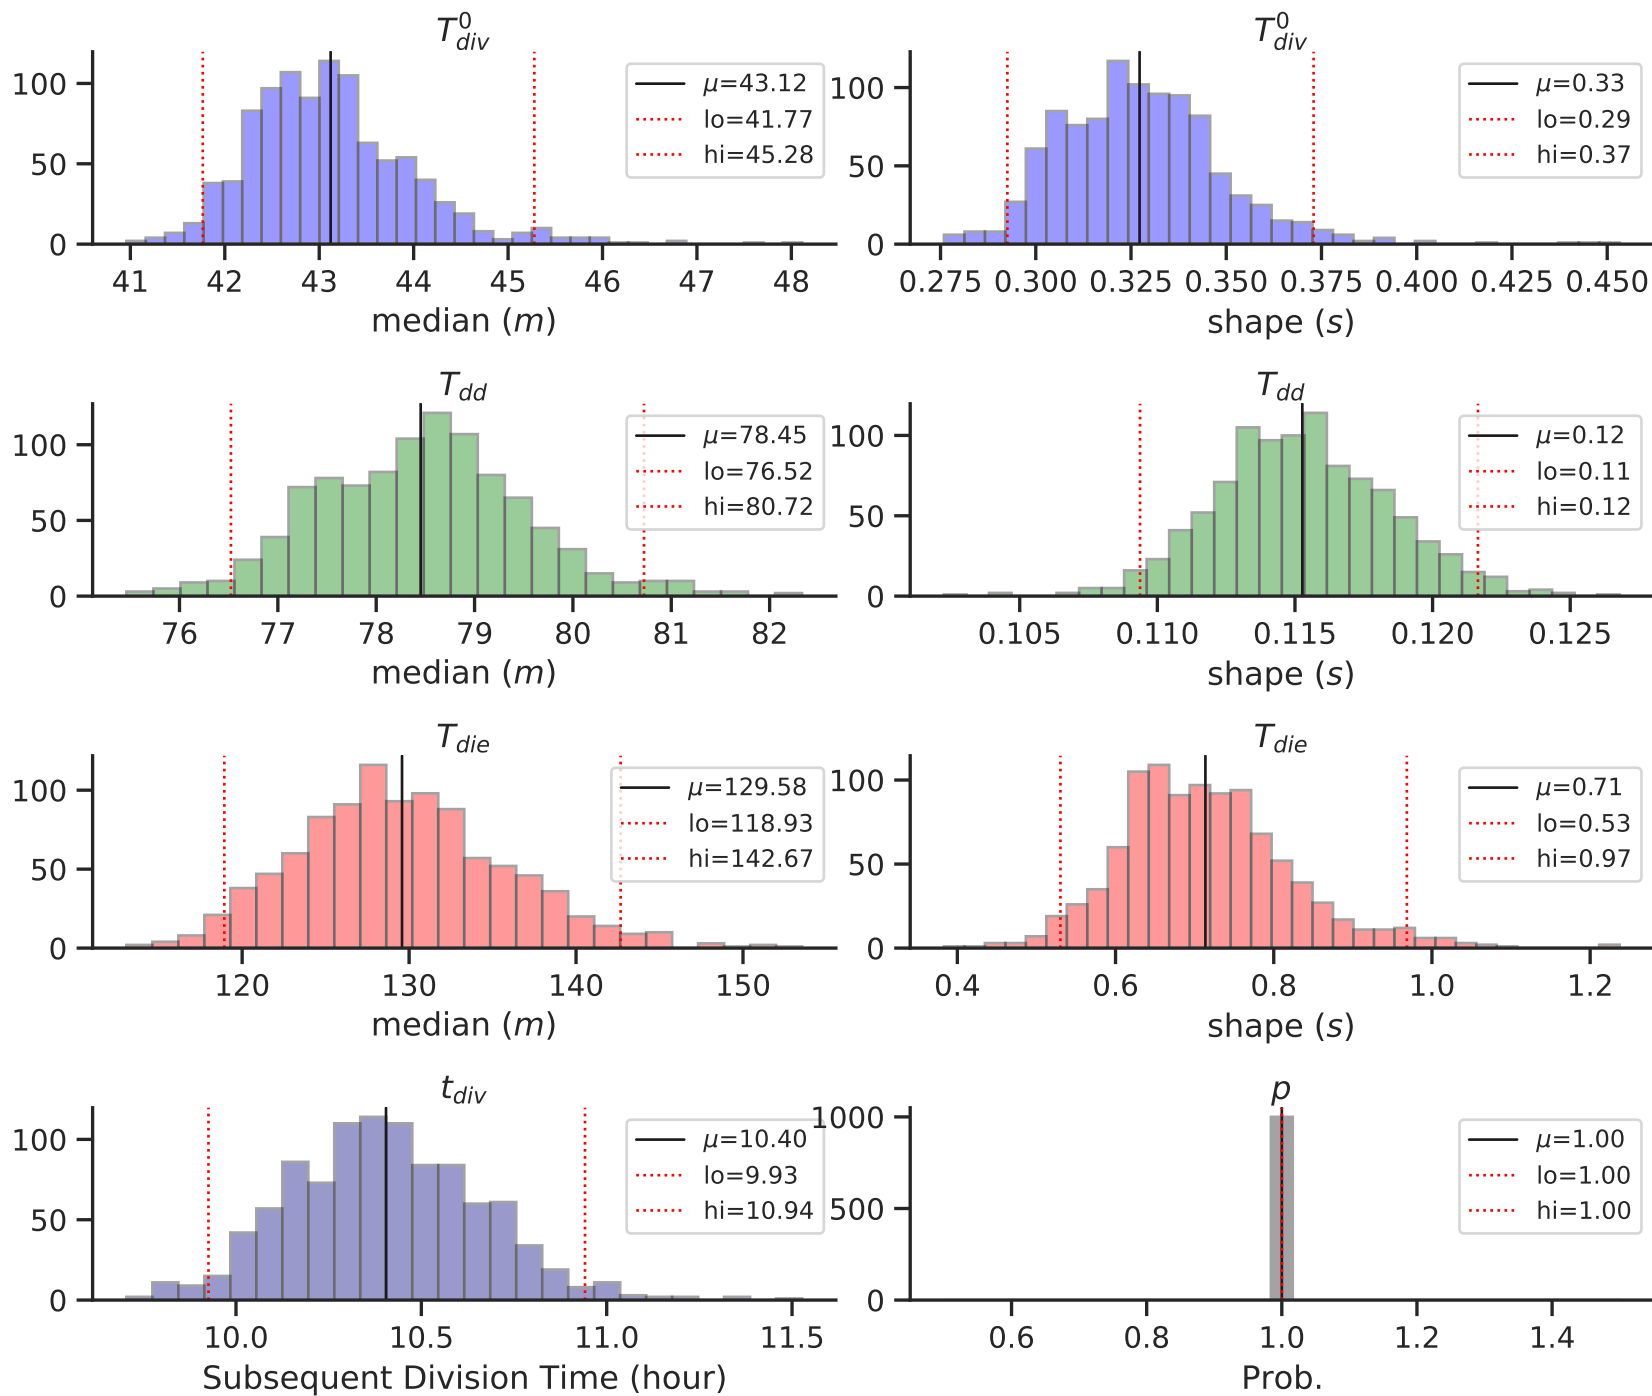 T⁰div
100
50
0
41 42 43 44 45 46 47 48
median (m)
μ=43.12
lo=41.77
hi=45.28
T⁰div
100
50
0
0.275 0.300 0.325 0.350 0.375 0.400 0.425 0.450
shape (s)
μ=0.33
lo=0.29
hi=0.37
Tdd
100
50
0
76 77 78 79 80 81 82
median (m)
μ=78.45
lo=76.52
hi=80.72
Tdd
100
50
0
0.105 0.110 0.115 0.120 0.125
shape (s)
μ=0.12
lo=0.11
hi=0.12
Tdie
100
50
0
120 130 140 150
median (m)
μ=129.58
lo=118.93
hi=142.67
Tdie
100
50
0
0.4 0.6 0.8 1.0 1.2
shape (s)
μ=0.71
lo=0.53
hi=0.97
tdiv
100
50
0
10.0 10.5 11.0 11.5
Subsequent Division Time (hour)
μ=10.40
lo=9.93
hi=10.94
p
1000
500
0
0.6 0.8 1.0 1.2 1.4
Prob.
μ=1.00
lo=1.00
hi=1.00